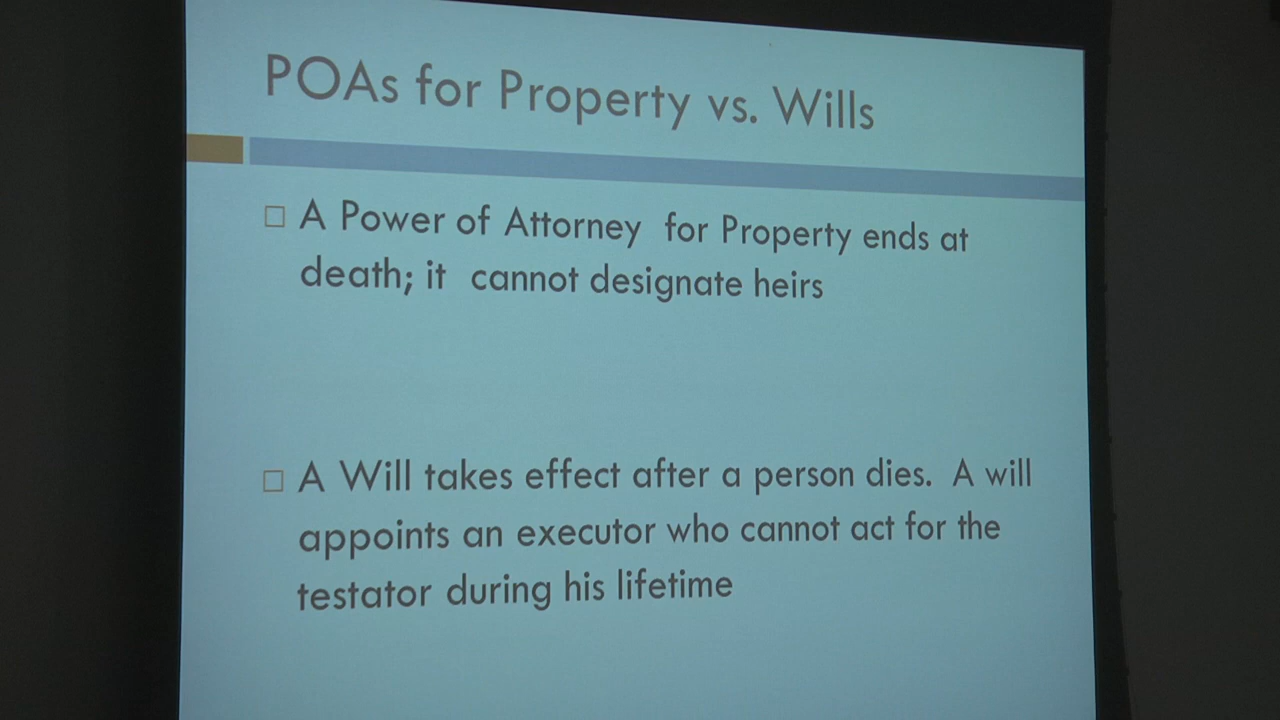 POAs for Property vs. Wills
A Power of Attorney for Property ends at
death; it cannot designate heirs
A Will takes effect after a person dies. A will
appoints an executor who cannot act for the
testator during his lifetime